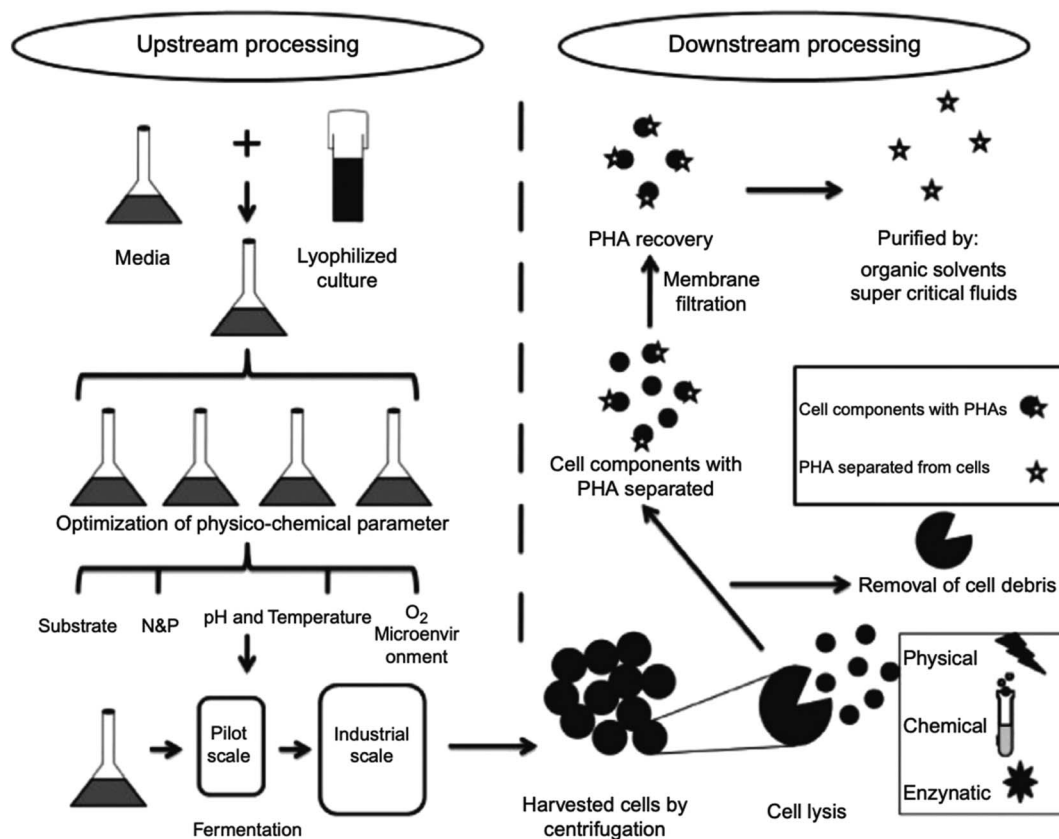 Upstream processing
Media
Lyophilized
culture
Optimization of physico-chemical parameter
Substrate
N&P
pH and Temperature
O2
Microenvir
onment
Pilot
scale
Industrial
scale
Fermentation
Downstream processing
PHA recovery
Purified by:
organic solvents
super critical fluids
Membrane
filtration
Cell components with
PHA separated
Cell components with PHAs
PHA separated from cells
Removal of cell debris
Harvested cells by
centrifugation
Cell lysis
Physical
Chemical
Enzynatic